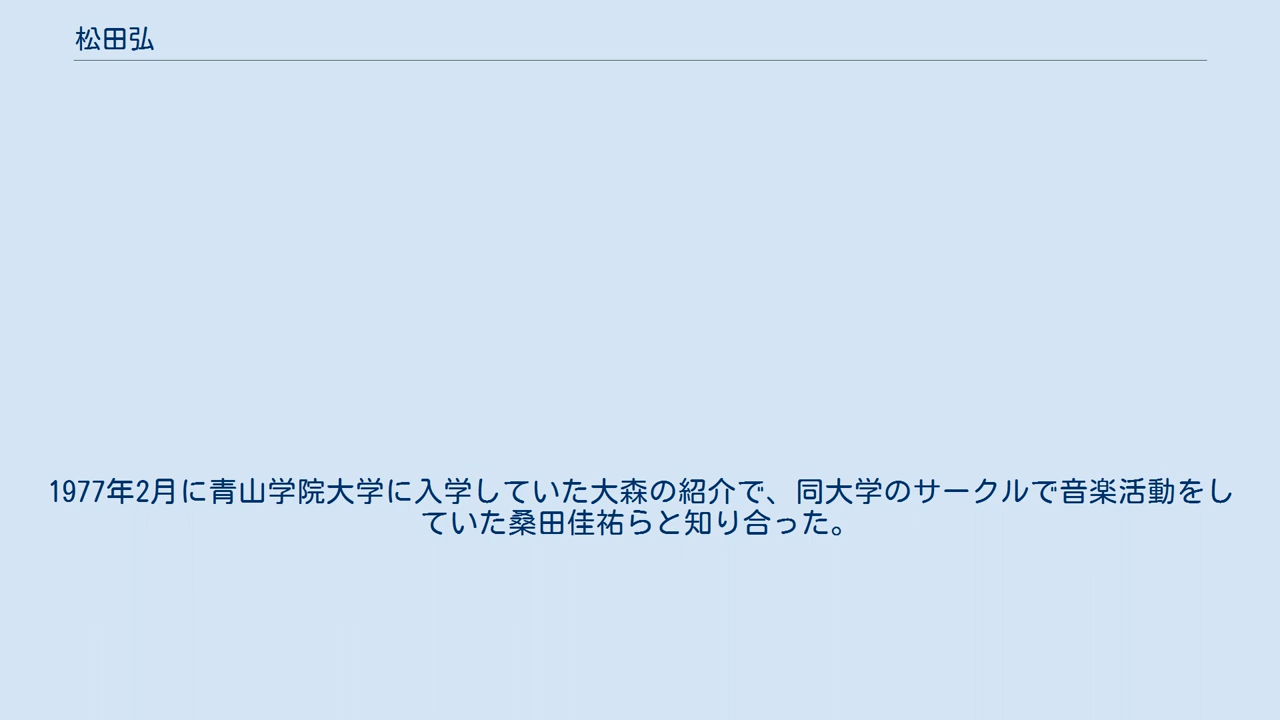 松田弘
1977年2月に青山学院大学に入学していた大森の紹介で、同大学のサークルで音楽活動をし
ていた桑田佳祐らと知り合った。